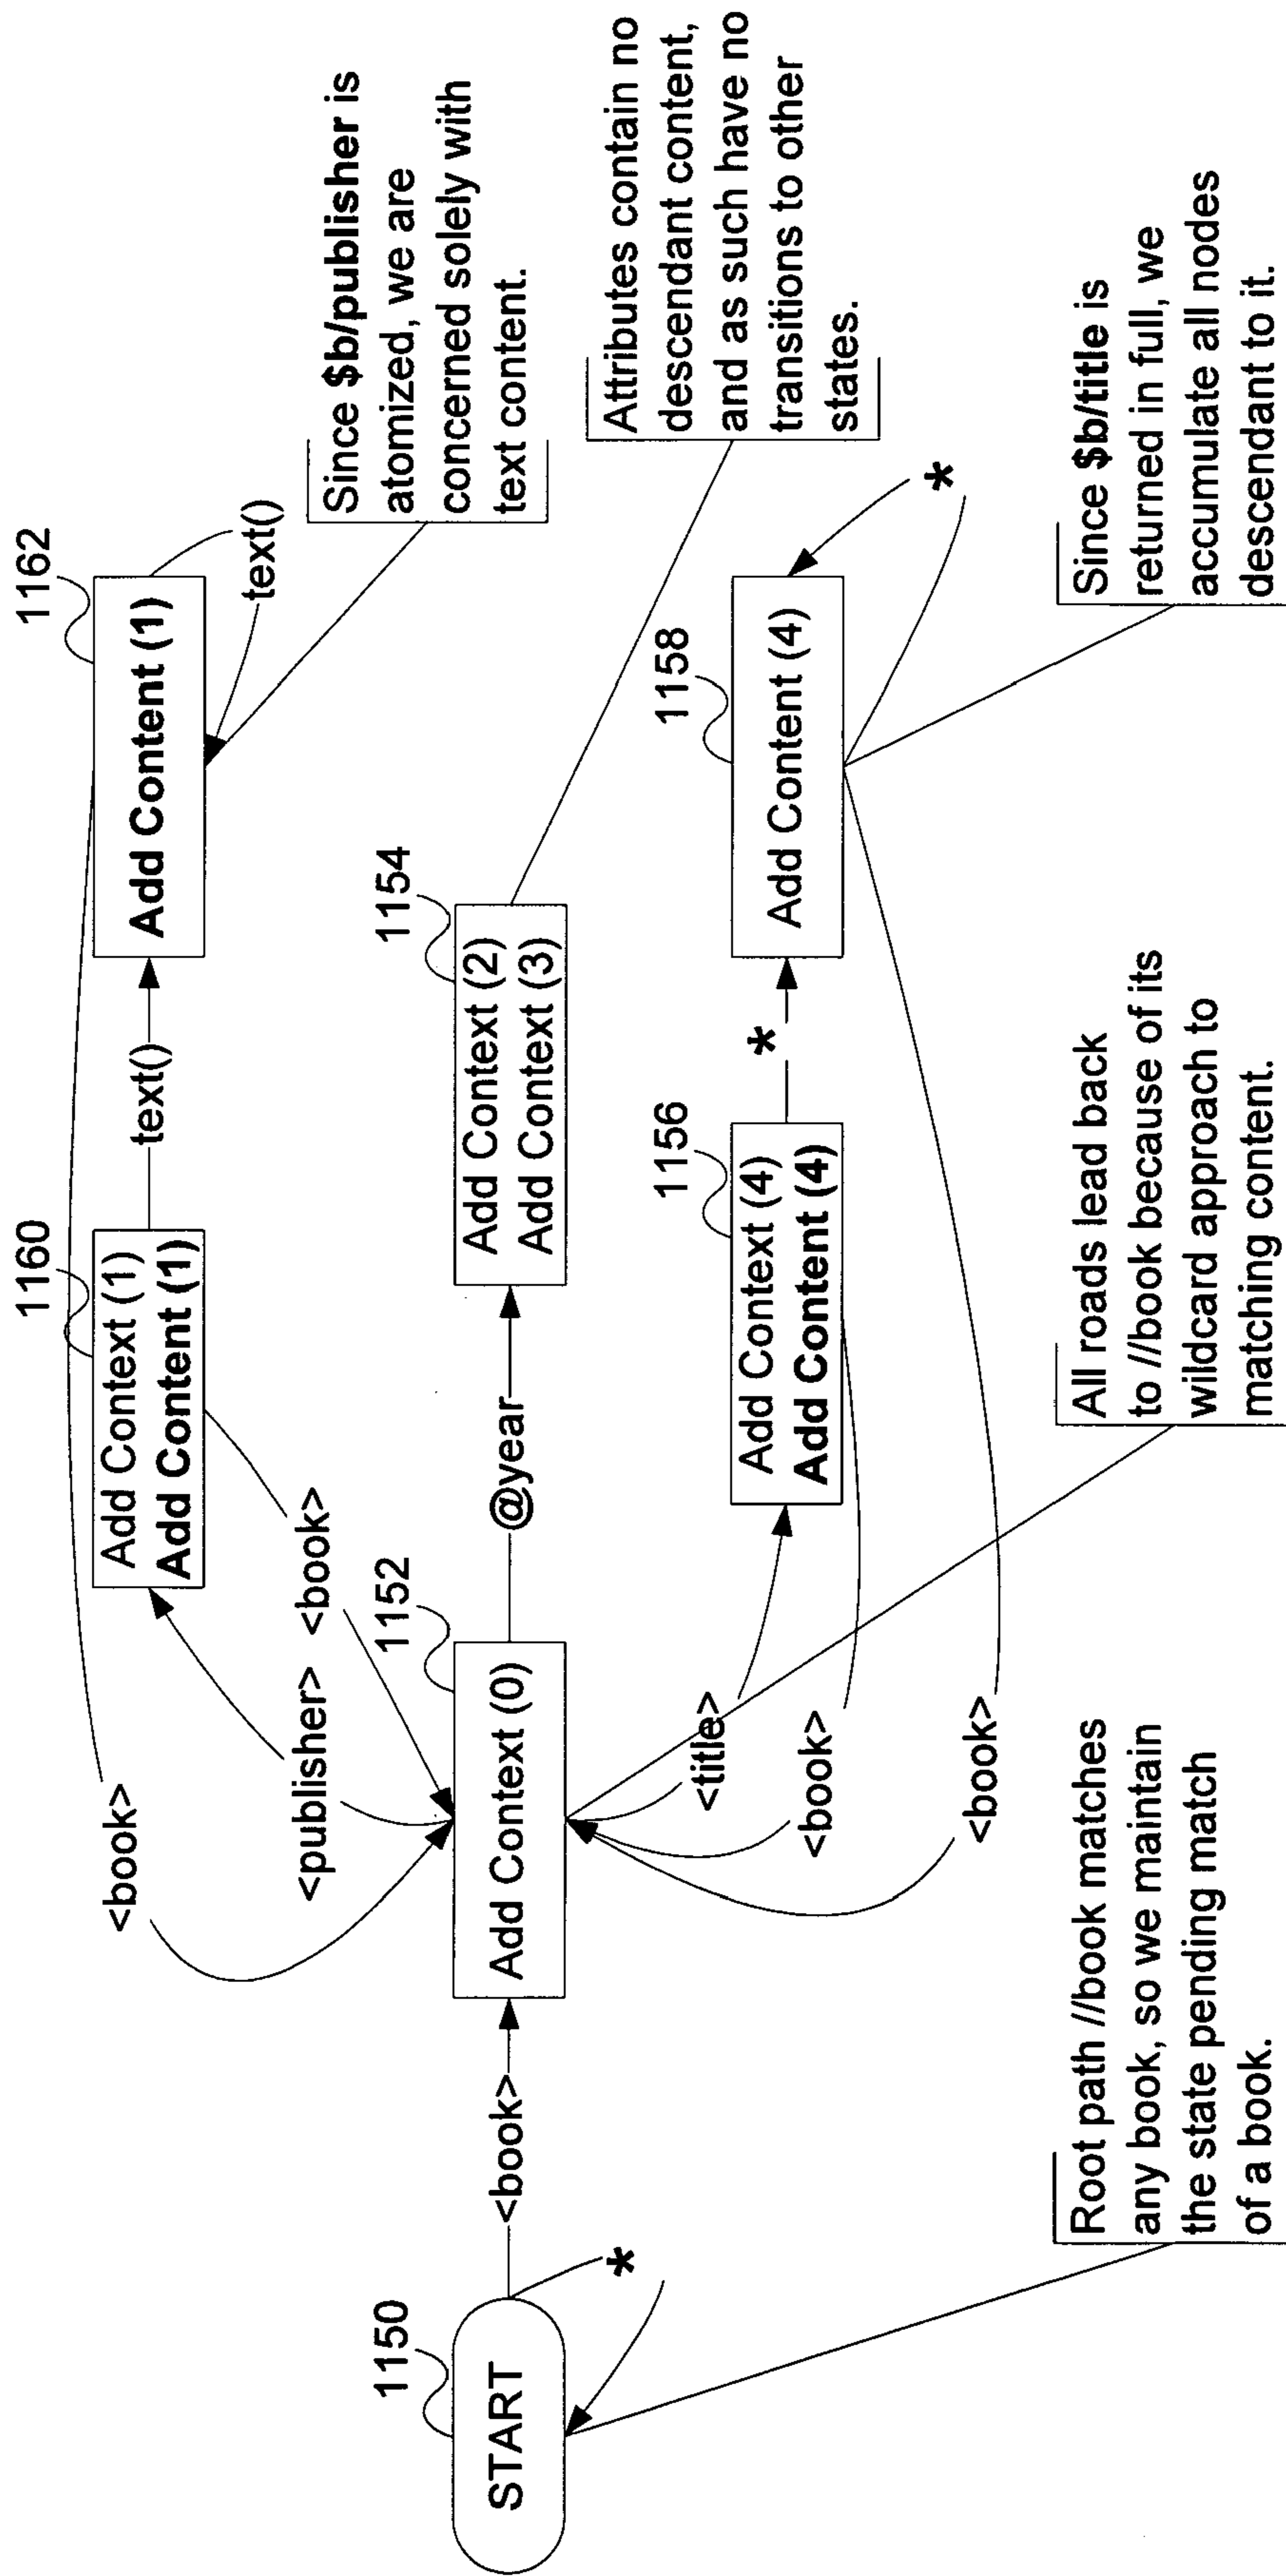 1162
Add Content (1)
text()
Since $b/publisher is
atomized, we are
concerned solely with
text content.
1160
Add Context (1)
Add Content (1)
text()
<book>
<publisher>
<book>
1154
Add Context (2)
Add Context (3)
Attributes contain no
descendant content,
and as such have no
transitions to other
states.
1150
START
*
<book>
1152
Add Context (0)
@year
1156
Add Context (4)
Add Content (4)
*
1158
Add Content (4)
*
<title>
<book>
<book>
Root path //book matches
any book, so we maintain
the state pending match
of a book.
All roads lead back
to //book because of its
wildcard approach to
matching content.
Since $b/title is
returned in full, we
accumulate all nodes
descendant to it.